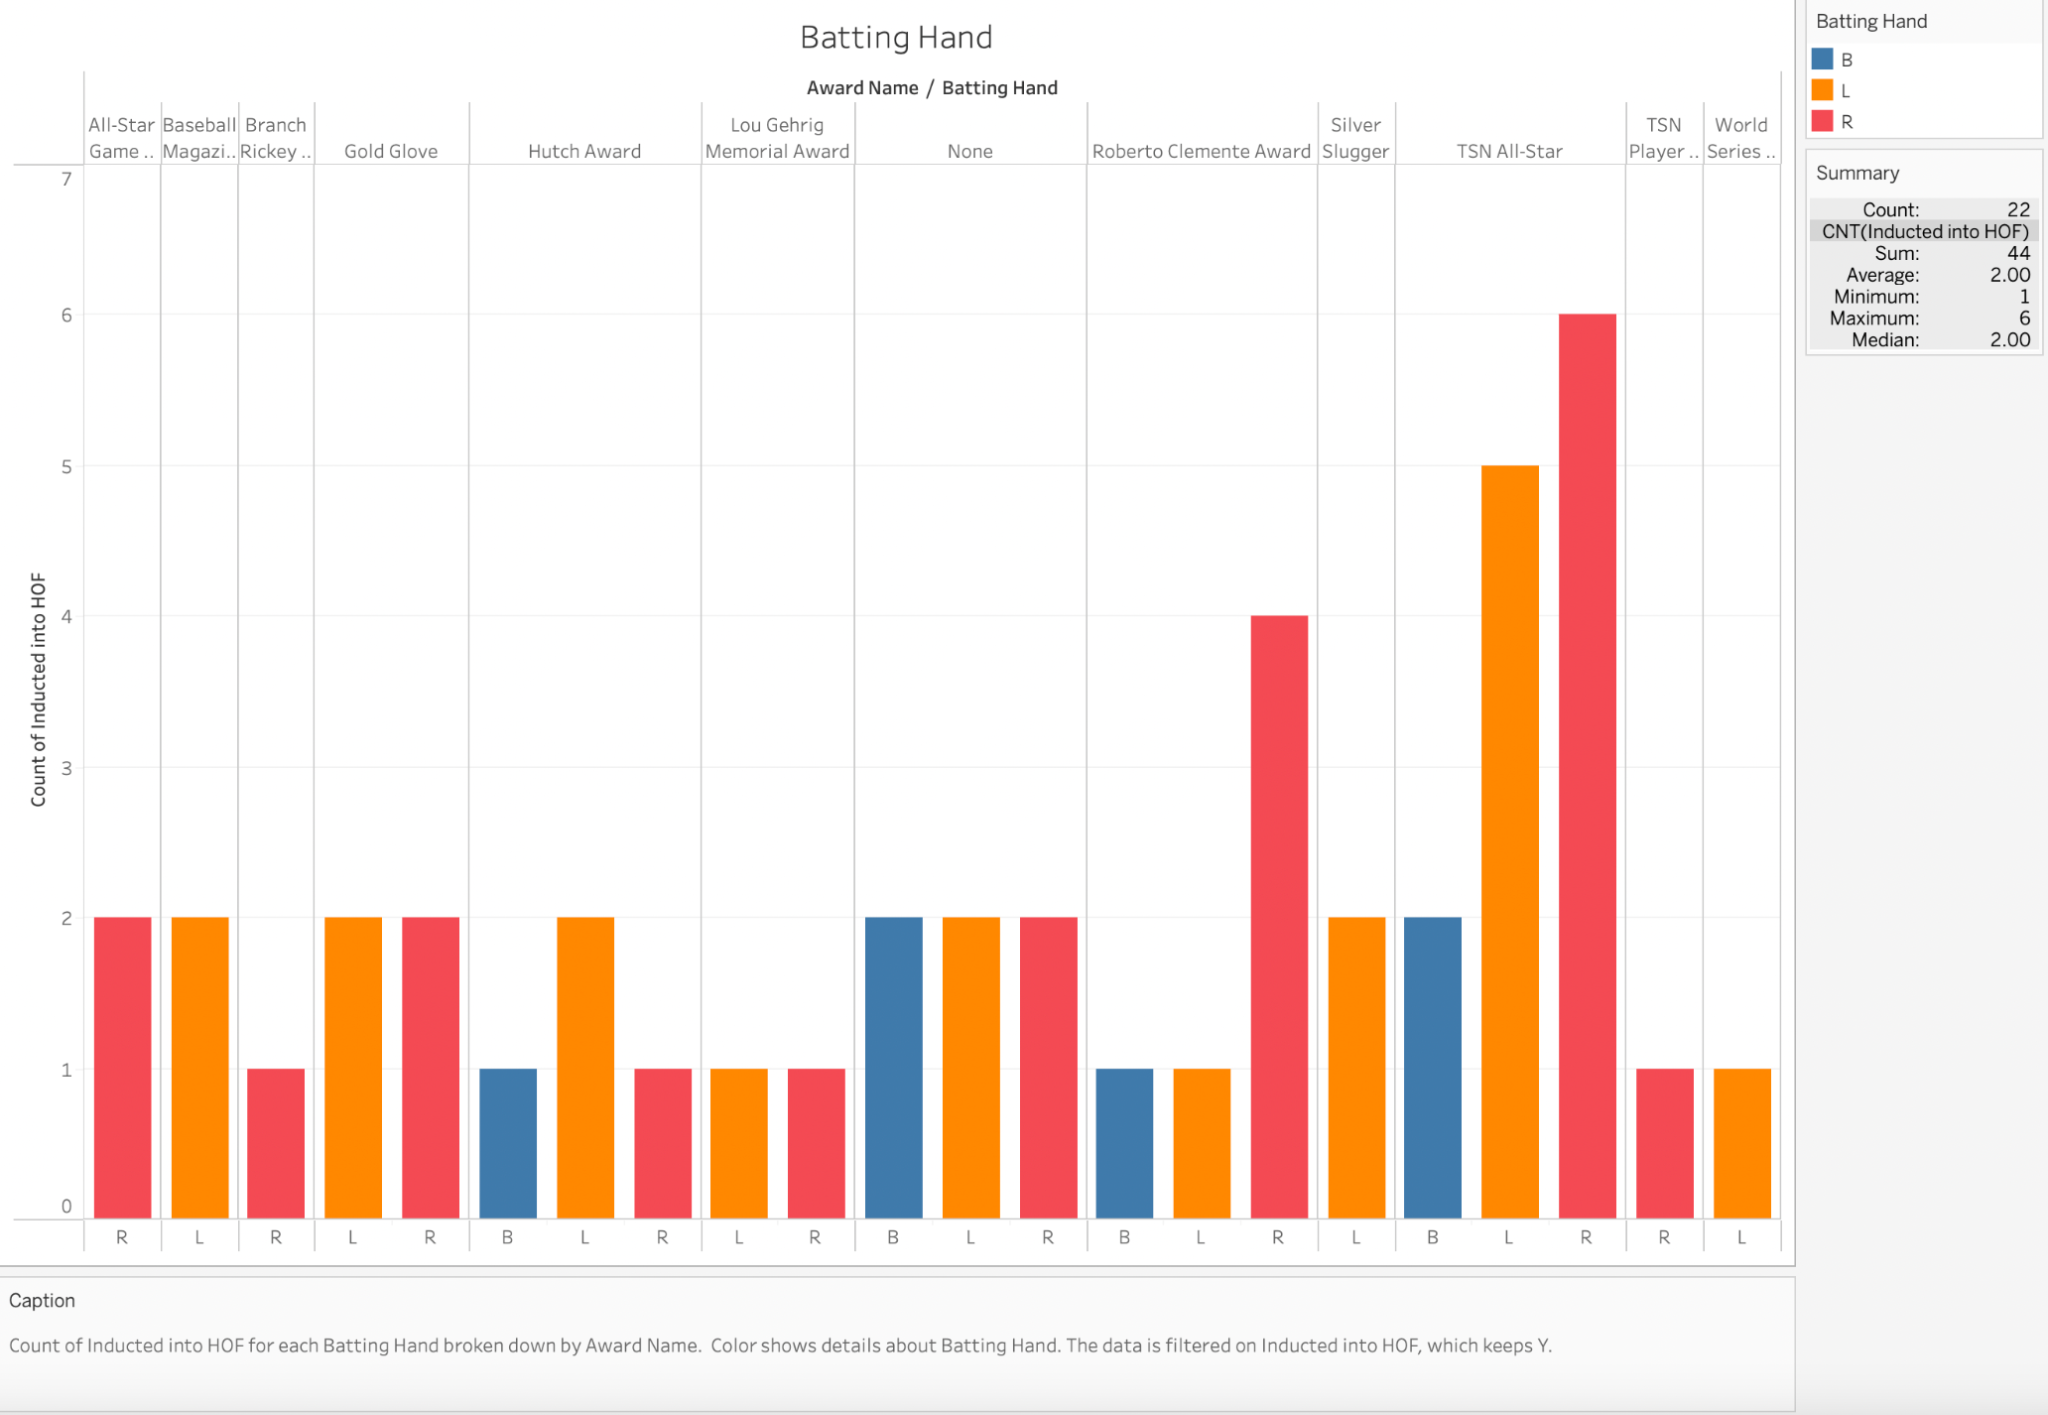 Batting Hand
Award Name / Batting Hand
All-Star Game ..
Baseball Magazi..
Branch Rickey ..
Gold Glove
Hutch Award
Lou Gehrig Memorial Award
None
Roberto Clemente Award
Silver Slugger
TSN All-Star
TSN Player ..
World Series ..
Count of Inducted into HOF
7
6
5
4
3
2
1
0
R L R L R B L R L R B L R B L R L B L R R L
Batting Hand
B
L
R
Summary
Count: 22
CNT(Inducted into HOF)
Sum: 44
Average: 2.00
Minimum: 1
Maximum: 6
Median: 2.00
Caption
Count of Inducted into HOF for each Batting Hand broken down by Award Name.  Color shows details about Batting Hand. The data is filtered on Inducted into HOF, which keeps Y.